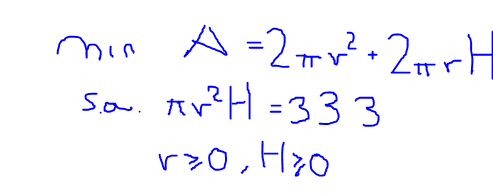 min A = 2πr² + 2πrH
s.a. πr²H = 333
r ≥ 0, H ≥ 0